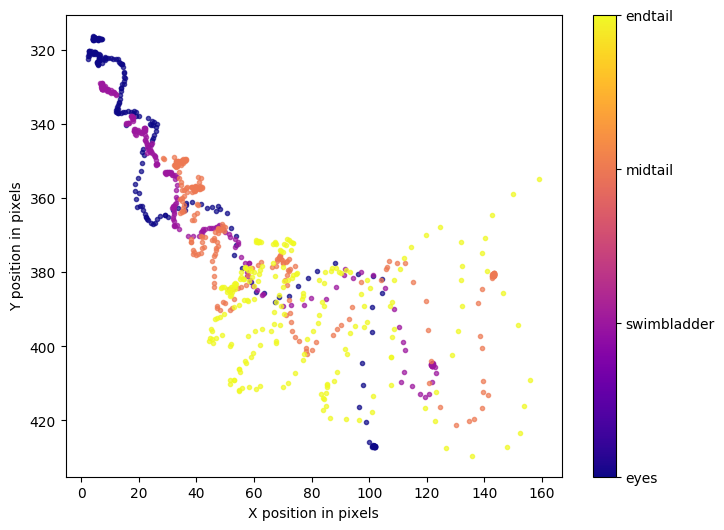 320
340
360
380
400
420
Y position in pixels
0
20
40
60
80
100
120
140
160
X position in pixels
endtail
midtail
swimbladder
eyes